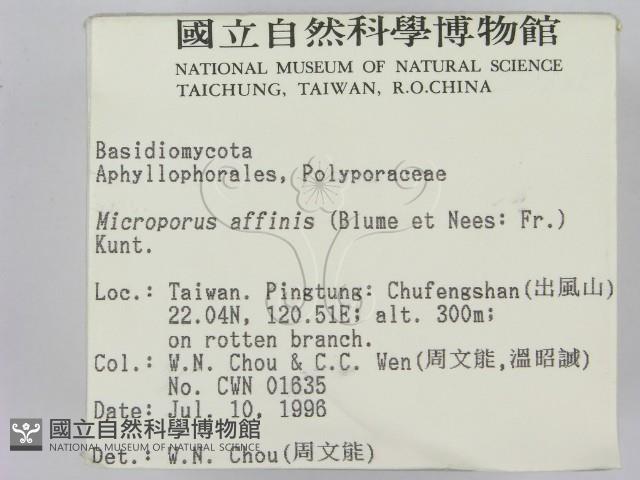 國立自然科學博物館
NATIONAL MUSEUM OF NATURAL SCIENCE
TAICHUNG, TAIWAN, R.O.CHINA
Basidiomycota
Aphyllophorales, Polyporaceae
Microporus affinis (Blume et Nees: Fr.)
Kunt.
Loc.: Taiwan. Pingtung: Chufengshan(出風山)
22.04N, 120.51E; alt. 300m;
on rotten branch.
Col.: W.N. Chou & C.C. Wen(周文能,溫昭誠)
No. CWN 01635
Date: Jul. 10, 1996
國立自然科學博物館
NATIONAL MUSEUM OF NATURAL SCIENCE
Det.: W.N. Chou(周文能)